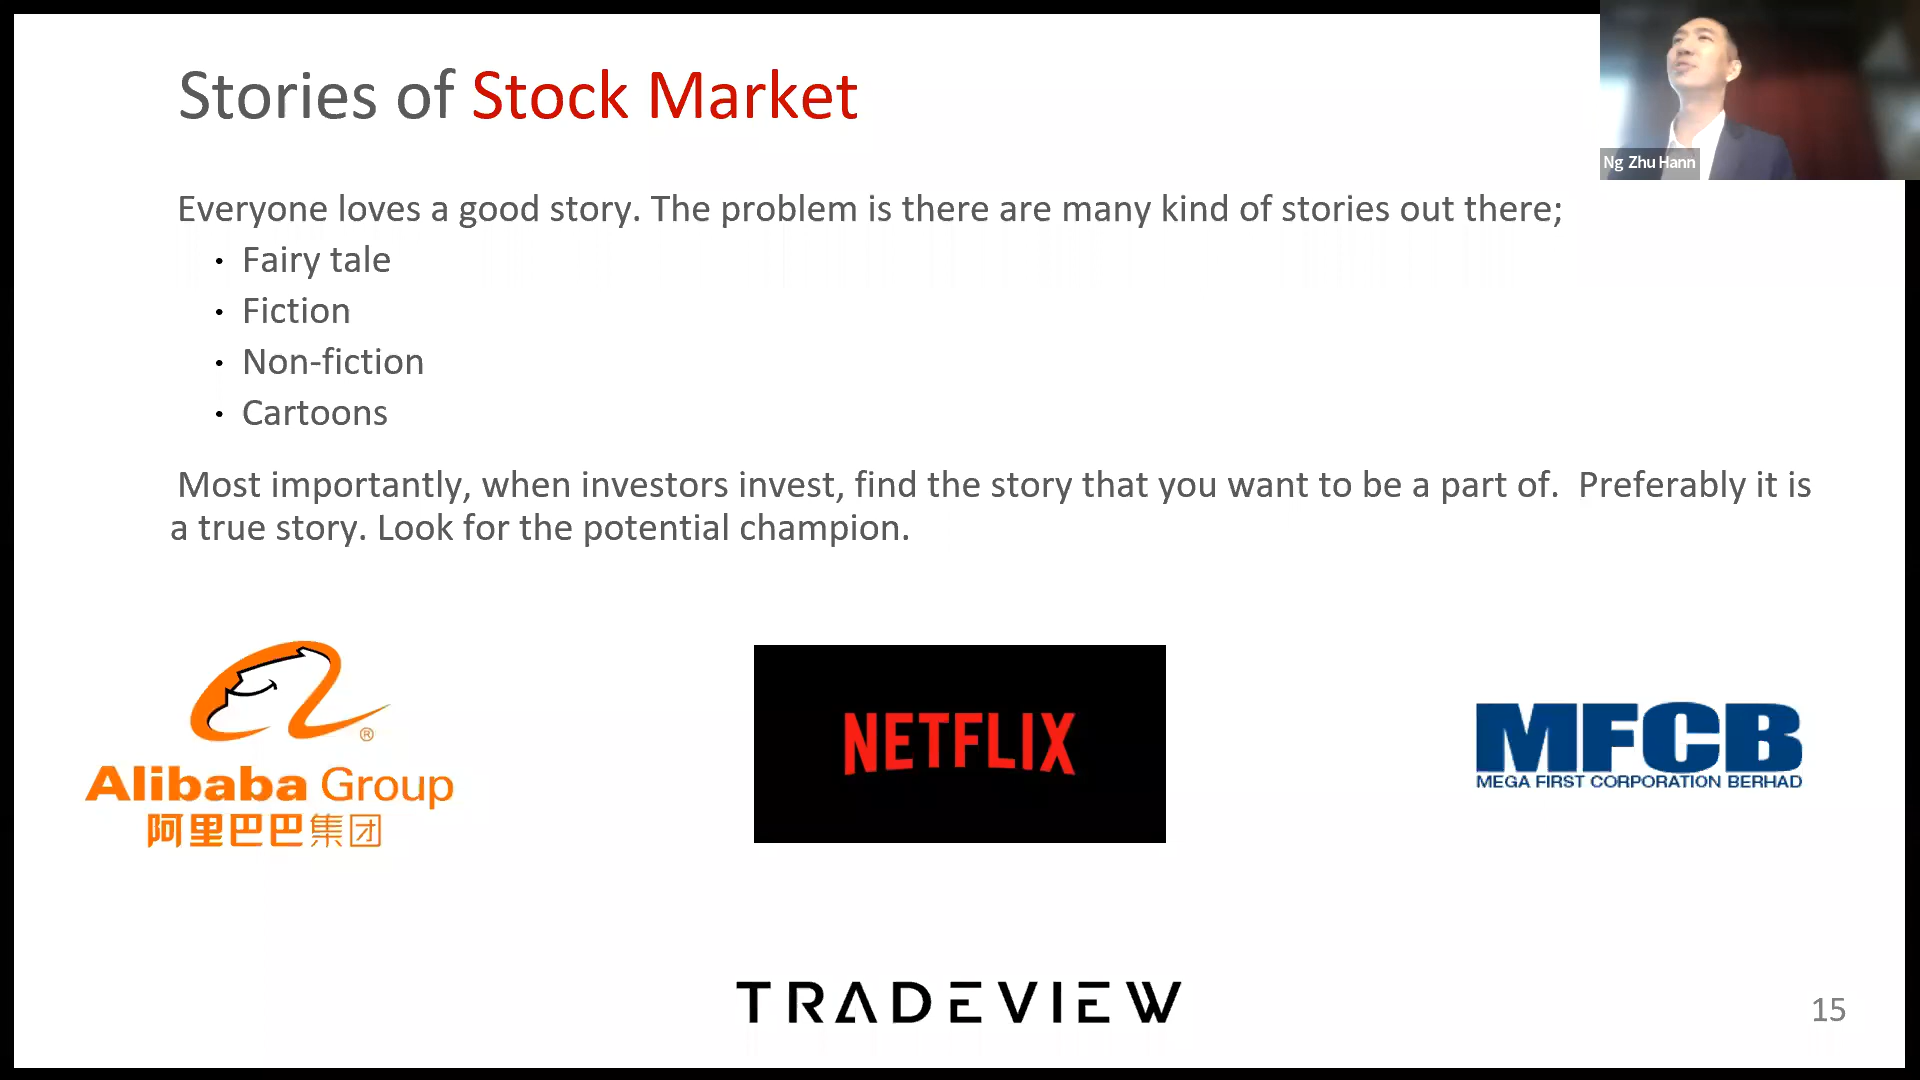 Stories of Stock Market
Ng Zhu Hann
Everyone loves a good story. The problem is there are many kind of stories out there;
• Fairy tale
• Fiction
• Non-fiction
• Cartoons
Most importantly, when investors invest, find the story that you want to be a part of.  Preferably it is
a true story. Look for the potential champion.
®
Alibaba Group
阿里巴巴集团
NETFLIX
MFCB
MEGA FIRST CORPORATION BERHAD
TRADEVIEW
15